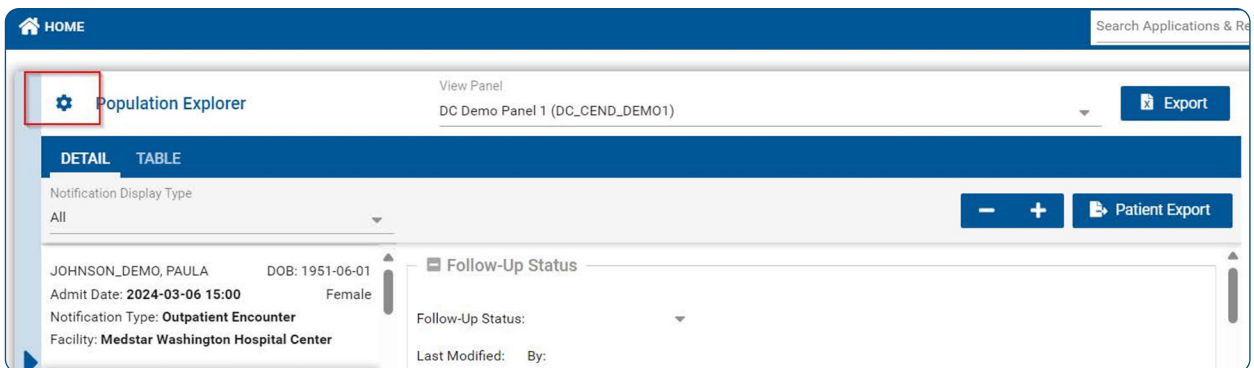 HOME
Search Applications & Re
Population Explorer
View Panel
DC Demo Panel 1 (DC_CEND_DEMO1)
Export
DETAIL TABLE
Notification Display Type
All
Patient Export
JOHNSON_DEMO, PAULA DOB: 1951-06-01
Admit Date: 2024-03-06 15:00 Female
Notification Type: Outpatient Encounter
Facility: Medstar Washington Hospital Center
Follow-Up Status
Follow-Up Status:
Last Modified: By: